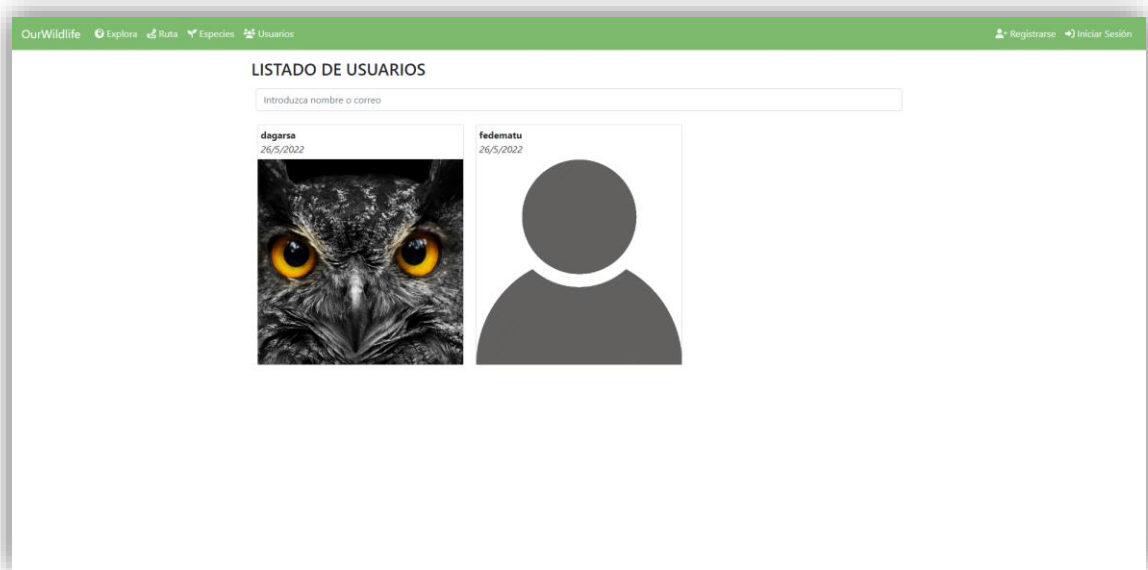 OurWildlife Explora Ruta Especies Usuarios Registrarse Iniciar Sesión
LISTADO DE USUARIOS
Introduzca nombre o correo
dagarsa fedematu
26/5/2022 26/5/2022